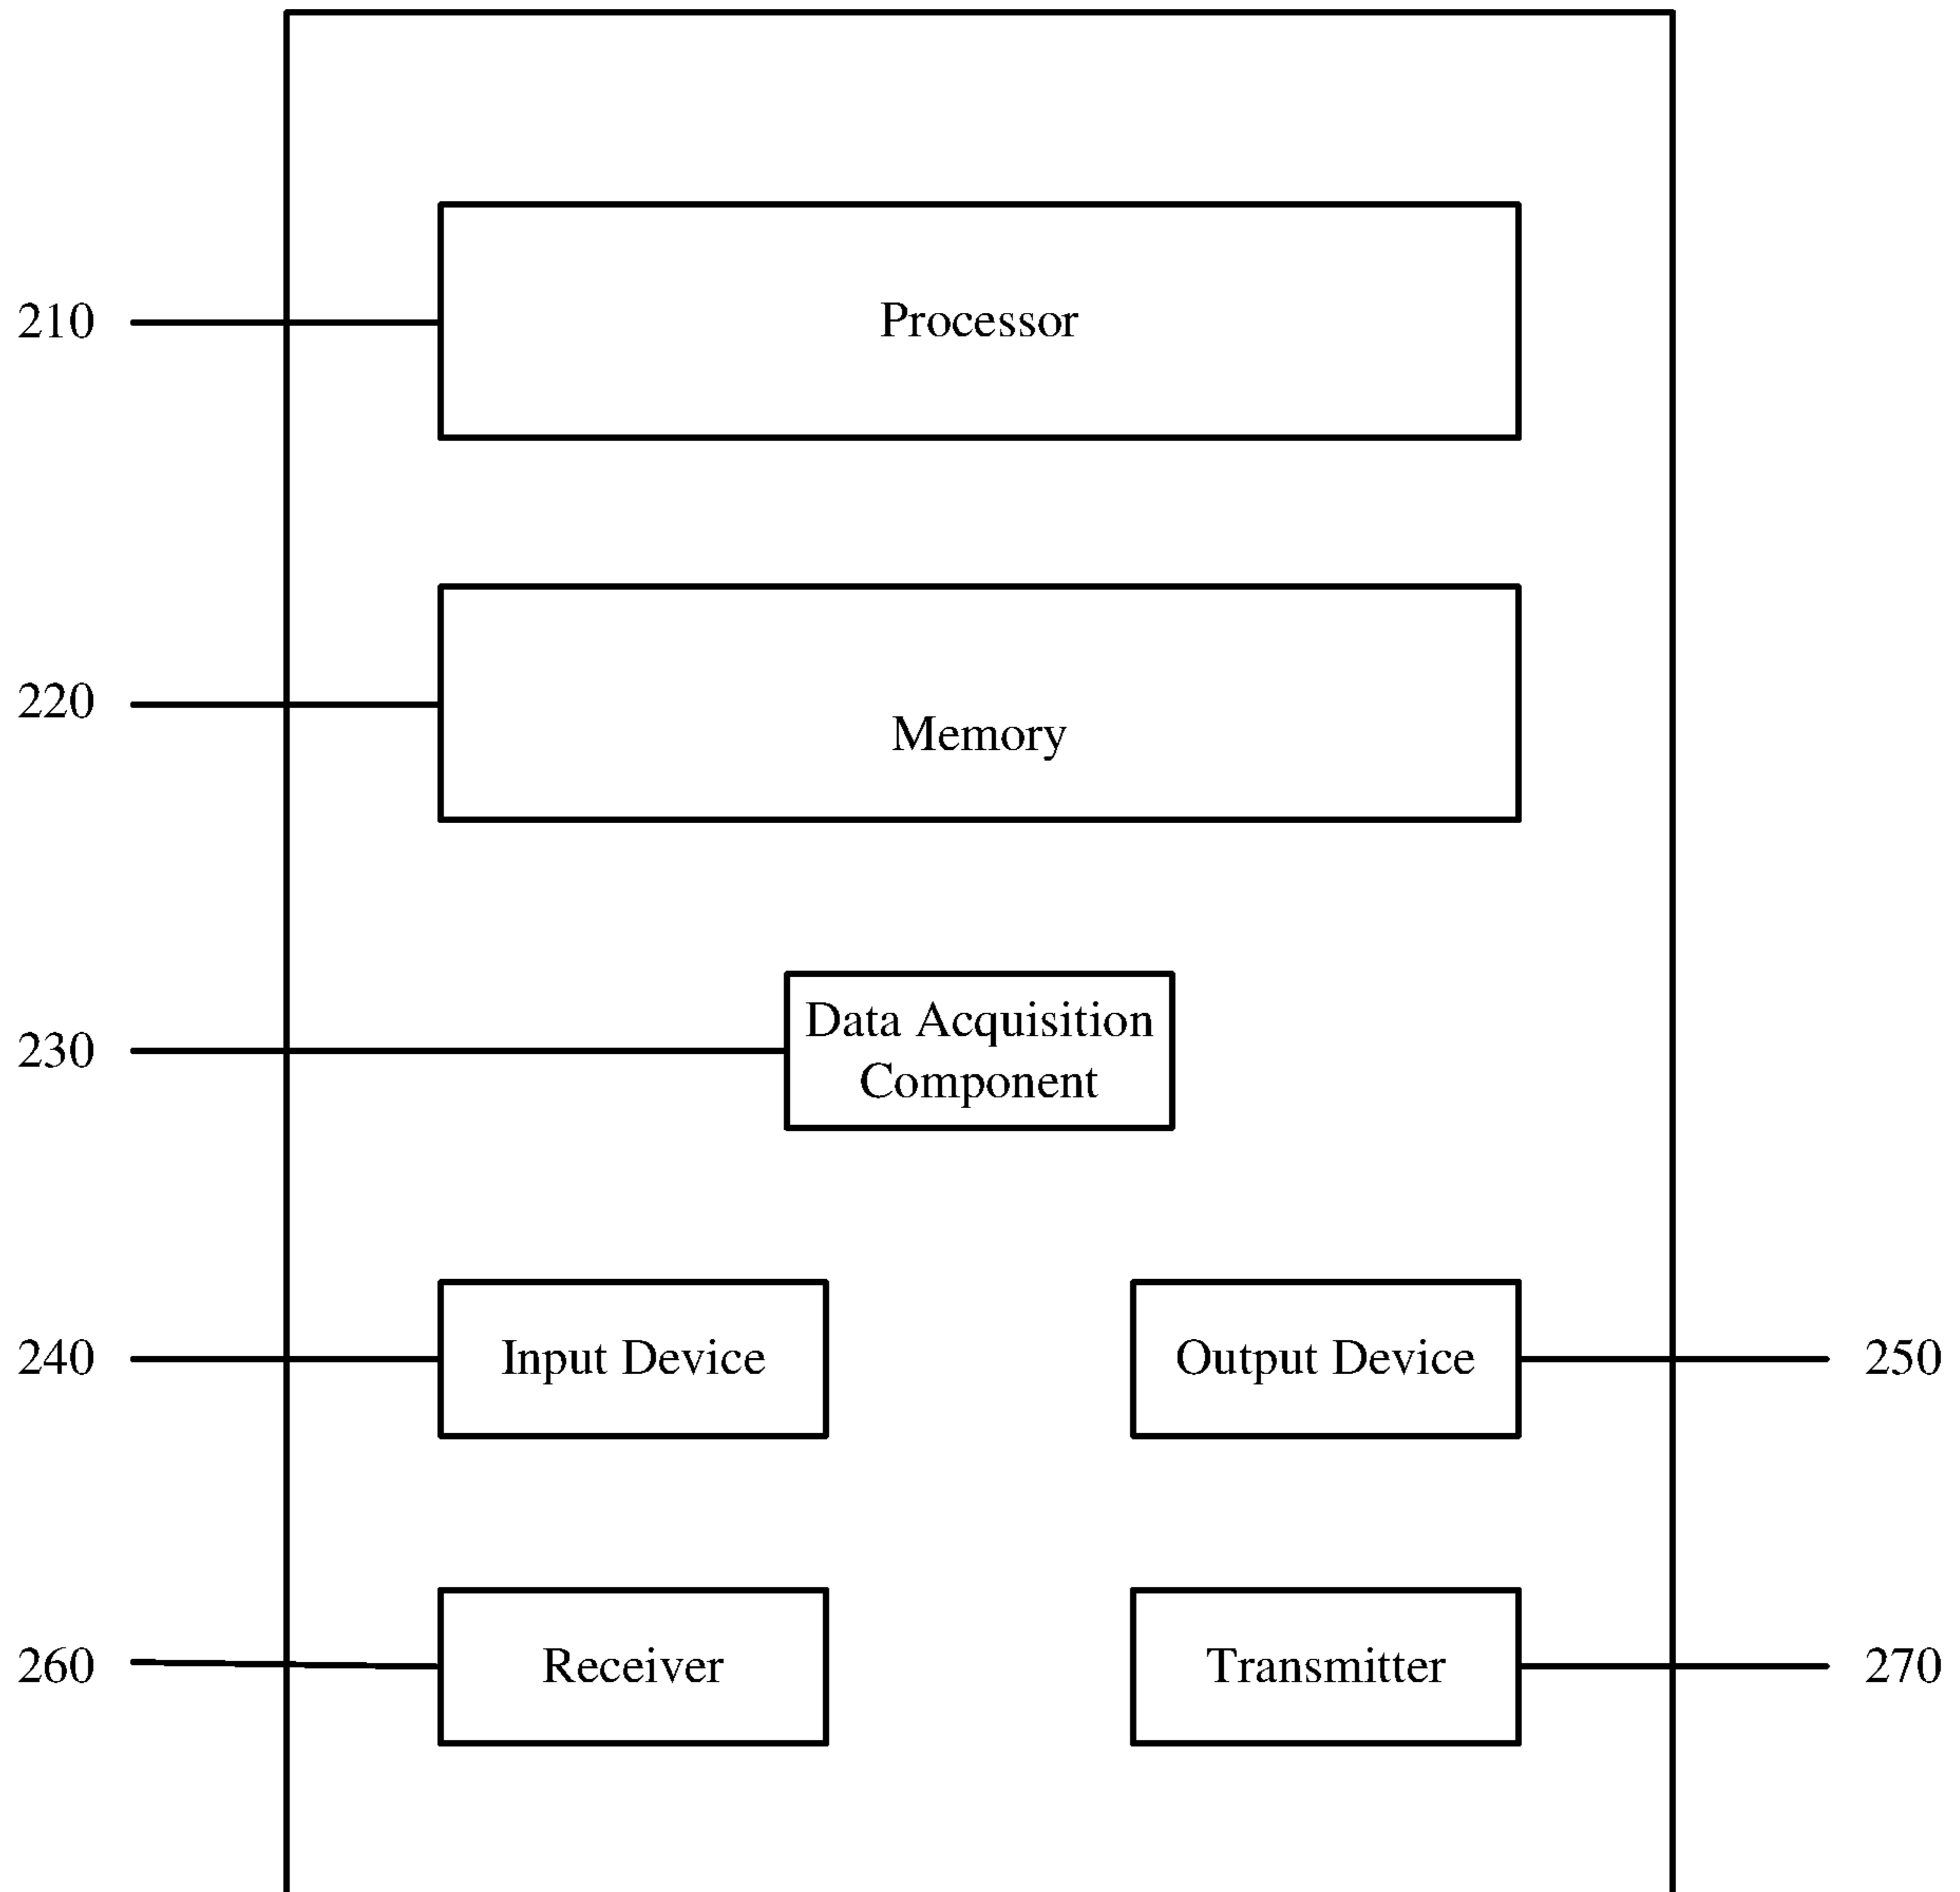 210
Processor
220
Memory
230
Data Acquisition
Component
240
Input Device
Output Device
250
260
Receiver
Transmitter
270